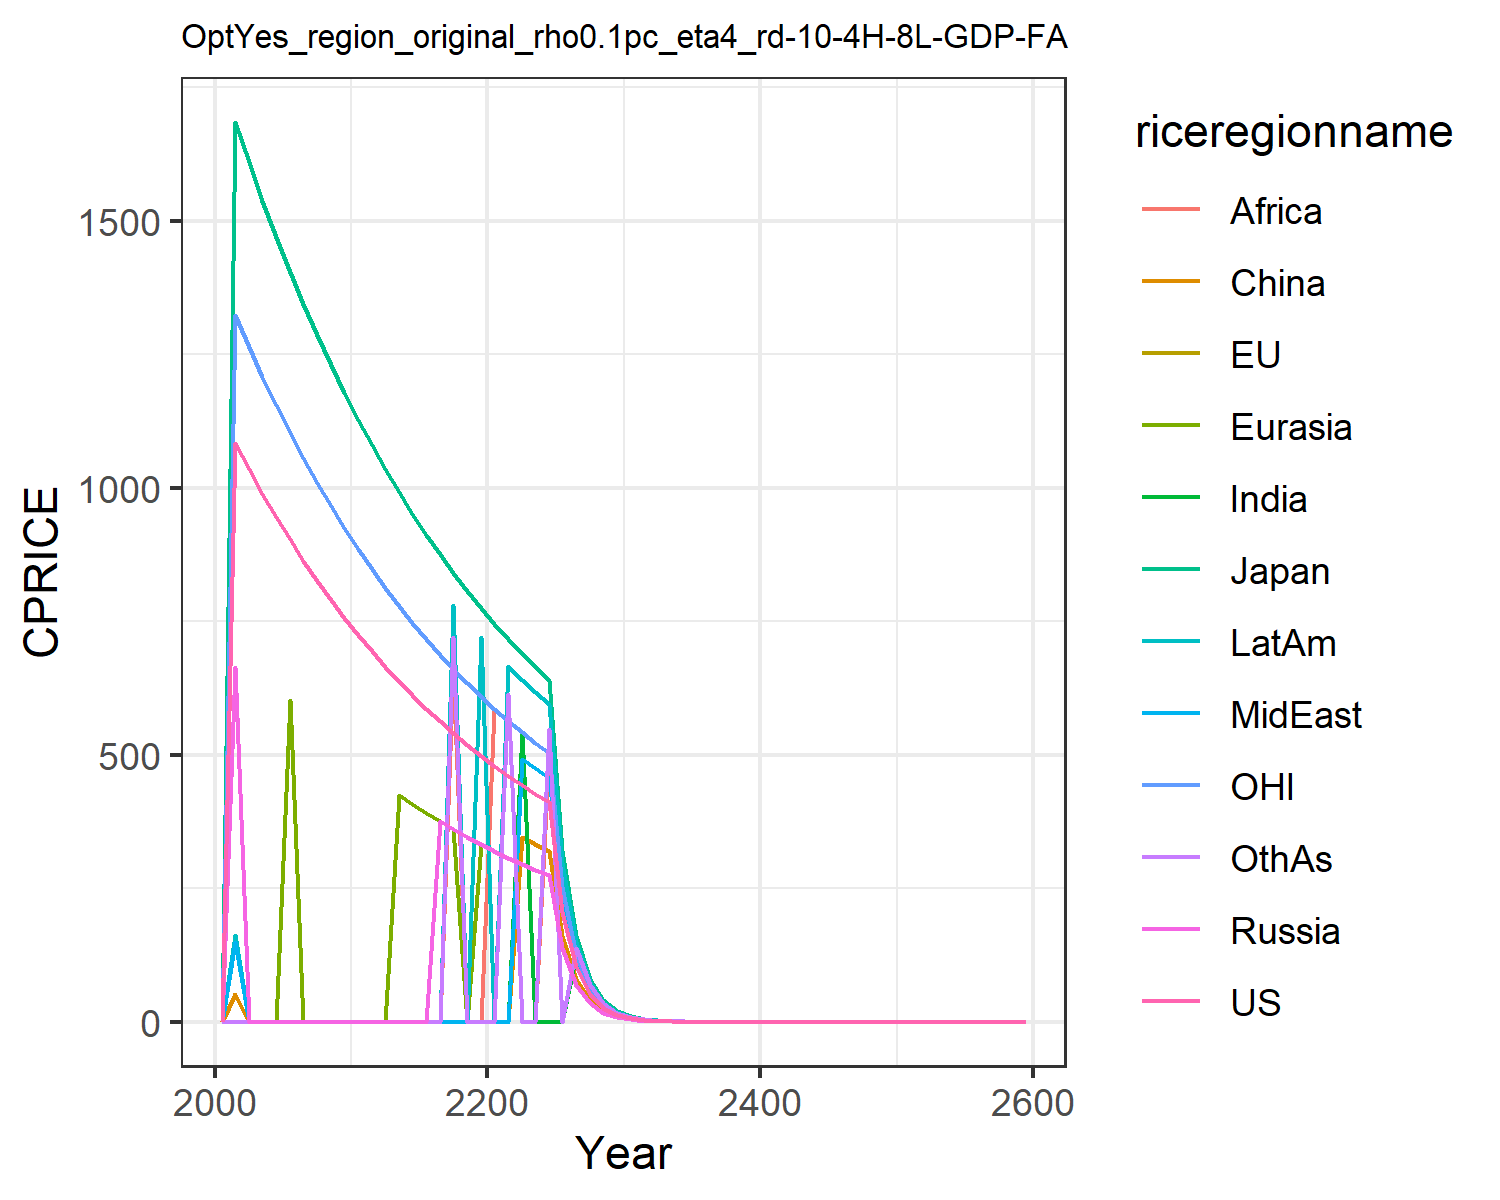 OptYes_region_original_rho0.1pc_eta4_rd-10-4H-8L-GDP-FA
CPRICE
1500
1000
500
0
2000 2200 2400 2600
Year
riceregionname
Africa
China
EU
Eurasia
India
Japan
LatAm
MidEast
OHI
OthAs
Russia
US